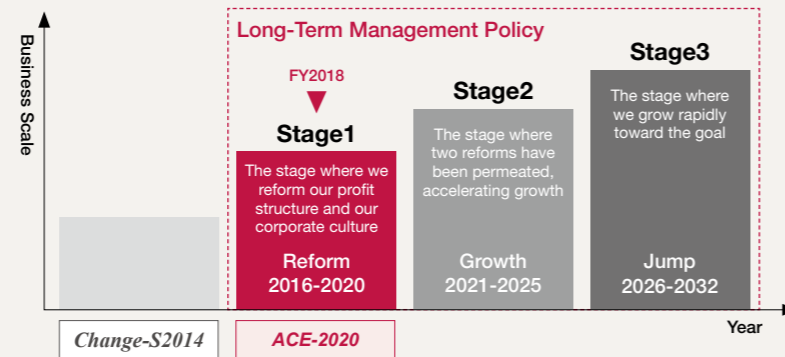 Long-Term Management Policy
Business Scale
FY2018
Stage1
The stage where we
reform our profit
structure and our
corporate culture
Reform
2016-2020
Stage2
The stage where
two reforms have
been permeated,
accelerating growth
Growth
2021-2025
Stage3
The stage where
we grow rapidly
toward the goal
Jump
2026-2032
Year
Change-S2014
ACE-2020